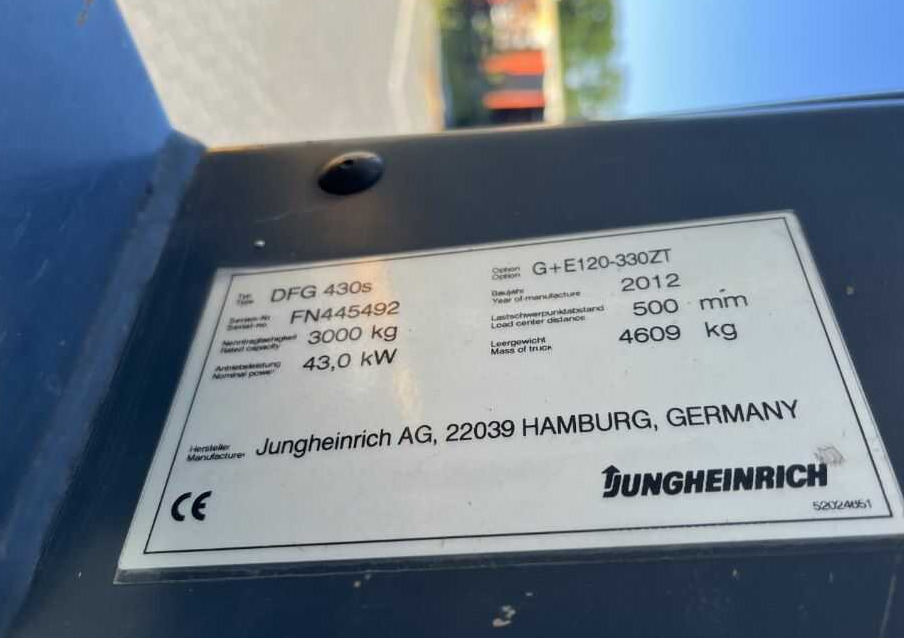 Typ
Type DFG 430s
Serien-Nr.
Serial-no. FN445492
Nenntragfähigkeit
Rated capacity 3000 kg
Antriebsleistung
Nominal power 43,0 kW
Option
Option G+E120-330ZT
Baujahr
Year of manufacture 2012
Lastschwerpunktabstand
Load center distance 500 mm
Leergewicht
Mass of truck 4609 kg
Hersteller
Manufacturer Jungheinrich AG, 22039 HAMBURG, GERMANY
JUNGHEINRICH
CE
52024651